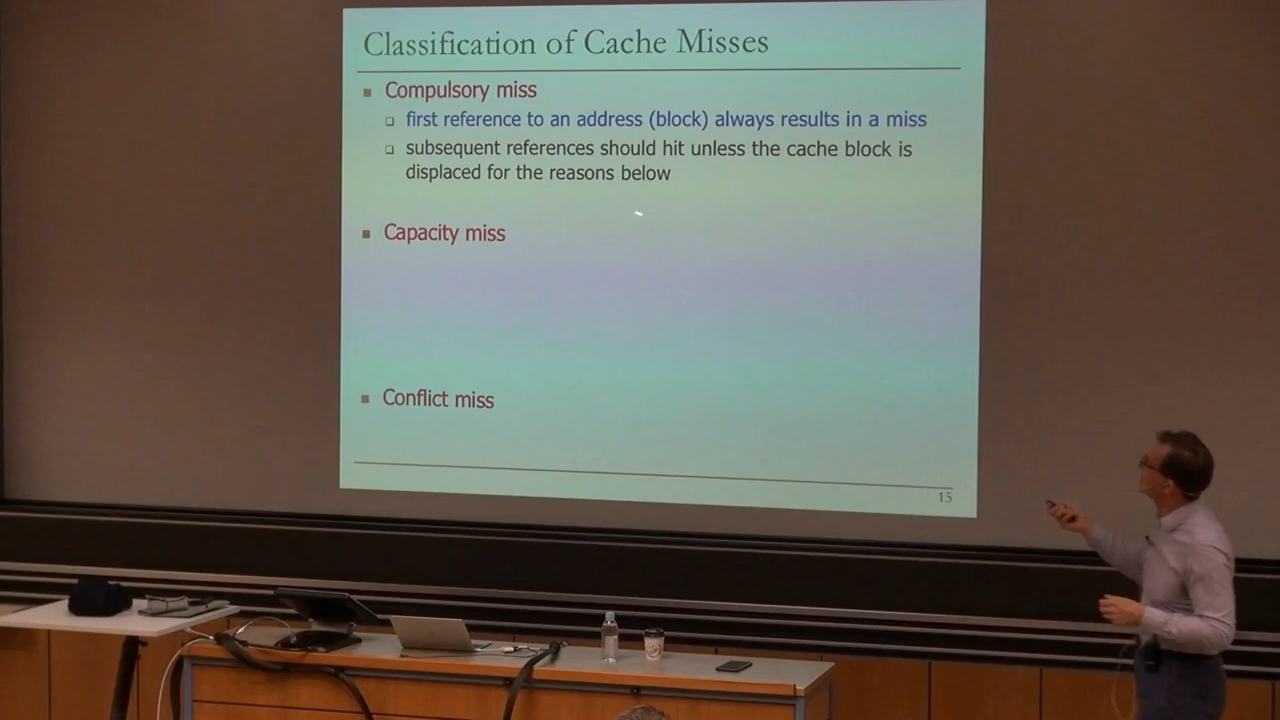 Classification of Cache Misses
Compulsory miss
first reference to an address (block) always results in a miss
subsequent references should hit unless the cache block is
displaced for the reasons below
Capacity miss
Conflict miss
15